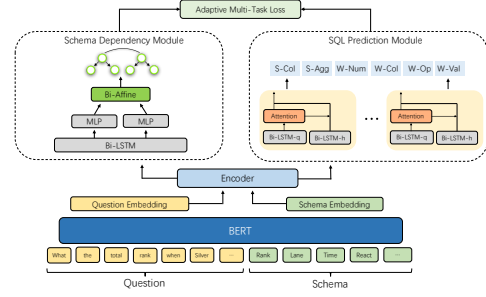 Adaptive Multi-Task Loss
Schema Dependency Module
SQL Prediction Module
S-Col S-Agg W-Num W-Col W-Op W-Val
Bi-Affine
MLP MLP
Bi-LSTM
Attention
Bi-LSTM-q Bi-LSTM-h
...
Attention
Bi-LSTM-q Bi-LSTM-h
Encoder
Question Embedding
Schema Embedding
BERT
What the total rank when Silver ... Rank Lane Time React ...
Question
Schema